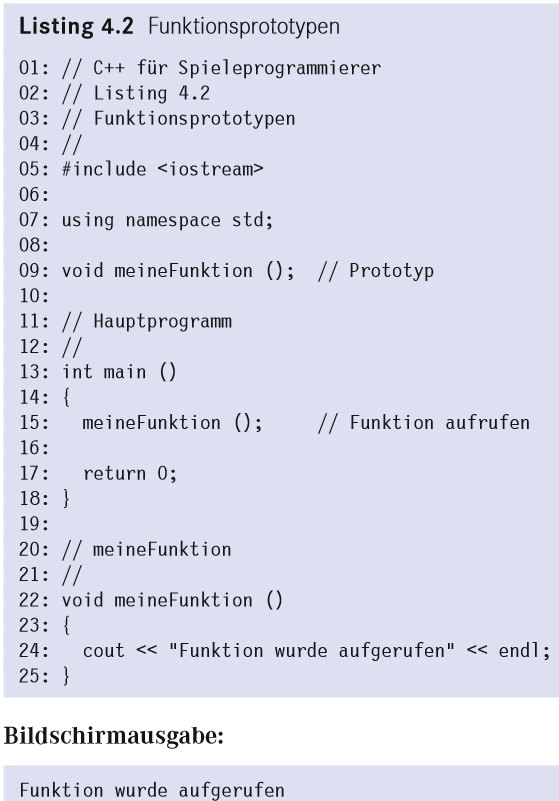 Listing 4.2 Funktionsprototypen
01: // C++ für Spieleprogrammierer
02: // Listing 4.2
03: // Funktionsprototypen
04: //
05: #include <iostream>
06:
07: using namespace std;
08:
09: void meineFunktion ();  // Prototyp
10:
11: // Hauptprogramm
12: //
13: int main ()
14: {
15:   meineFunktion ();     // Funktion aufrufen
16:
17:   return 0;
18: }
19:
20: // meineFunktion
21: //
22: void meineFunktion ()
23: {
24:   cout << "Funktion wurde aufgerufen" << endl;
25: }
Bildschirmausgabe:
Funktion wurde aufgerufen